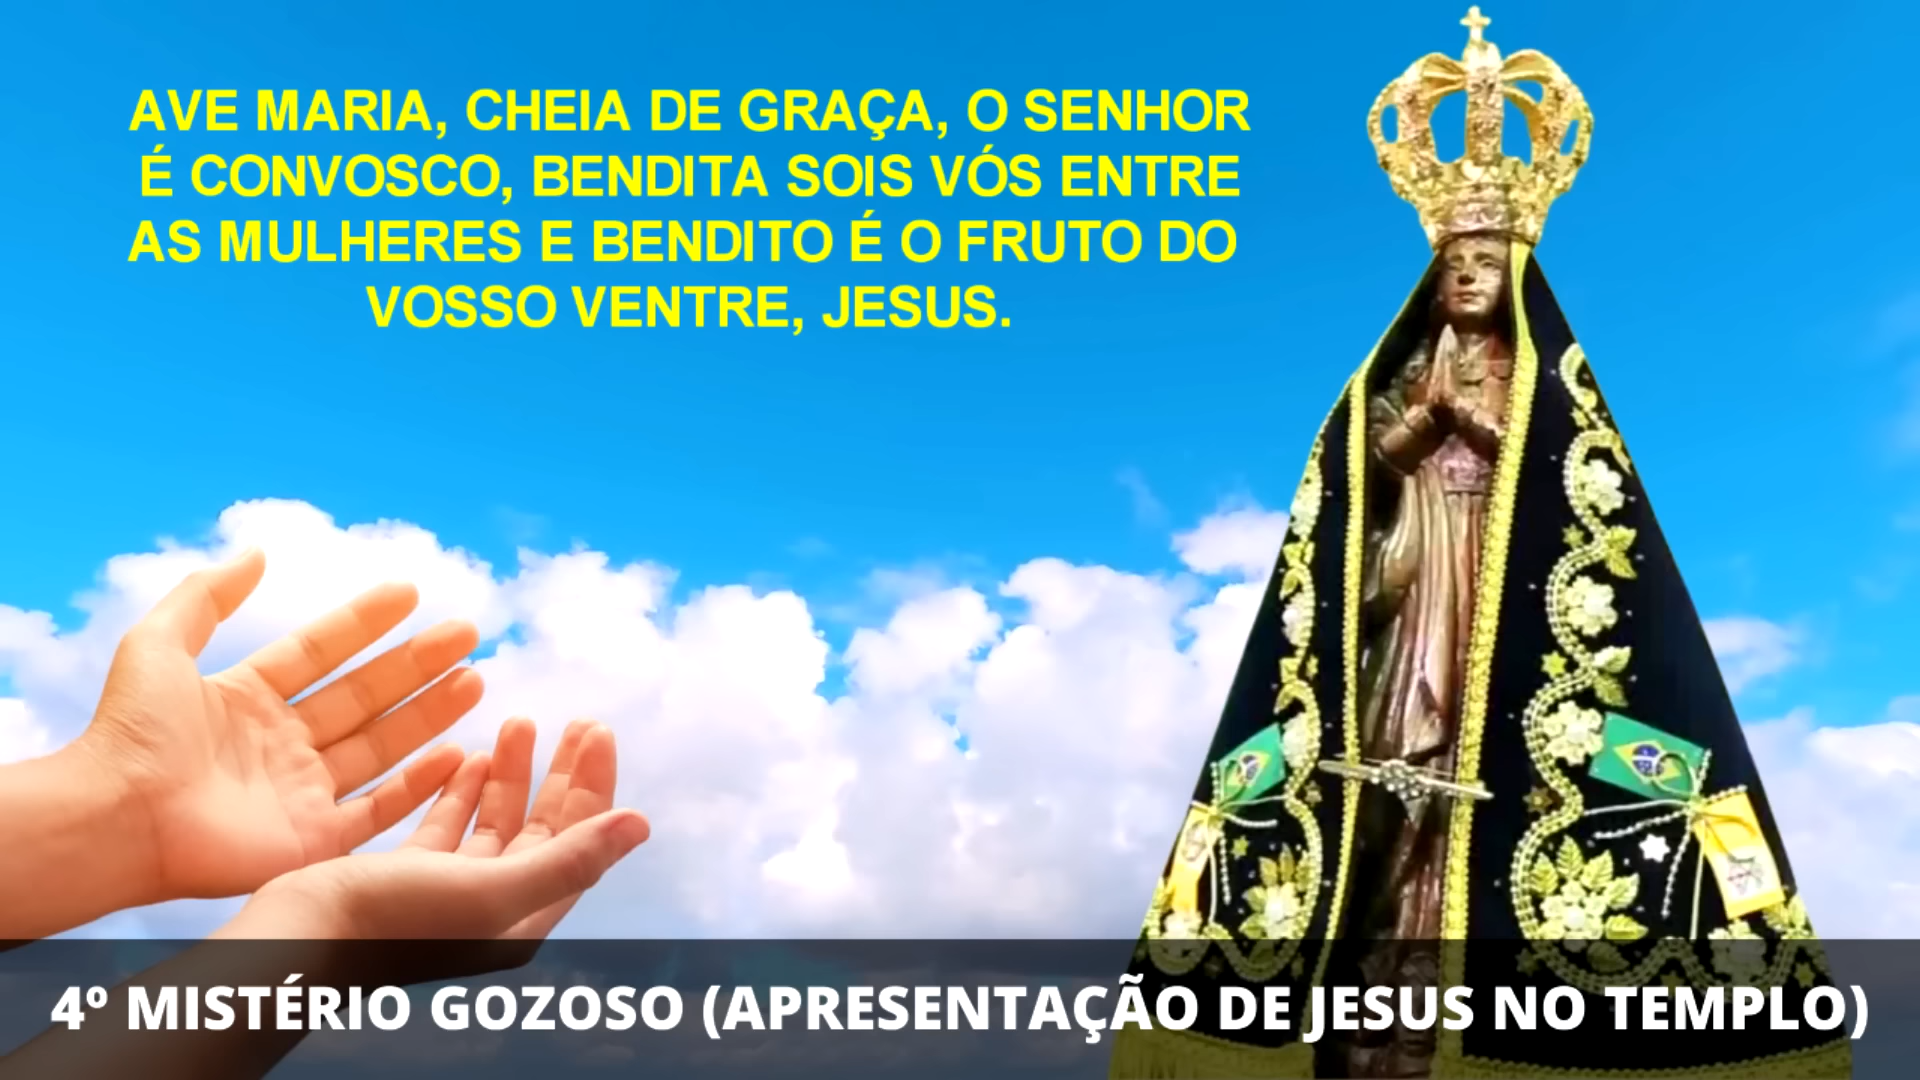 AVE MARIA, CHEIA DE GRAÇA, O SENHOR
É CONVOSCO, BENDITA SOIS VÓS ENTRE
AS MULHERES E BENDITO É O FRUTO DO
VOSSO VENTRE, JESUS.
4º MISTÉRIO GOZOSO (APRESENTAÇÃO DE JESUS NO TEMPLO)